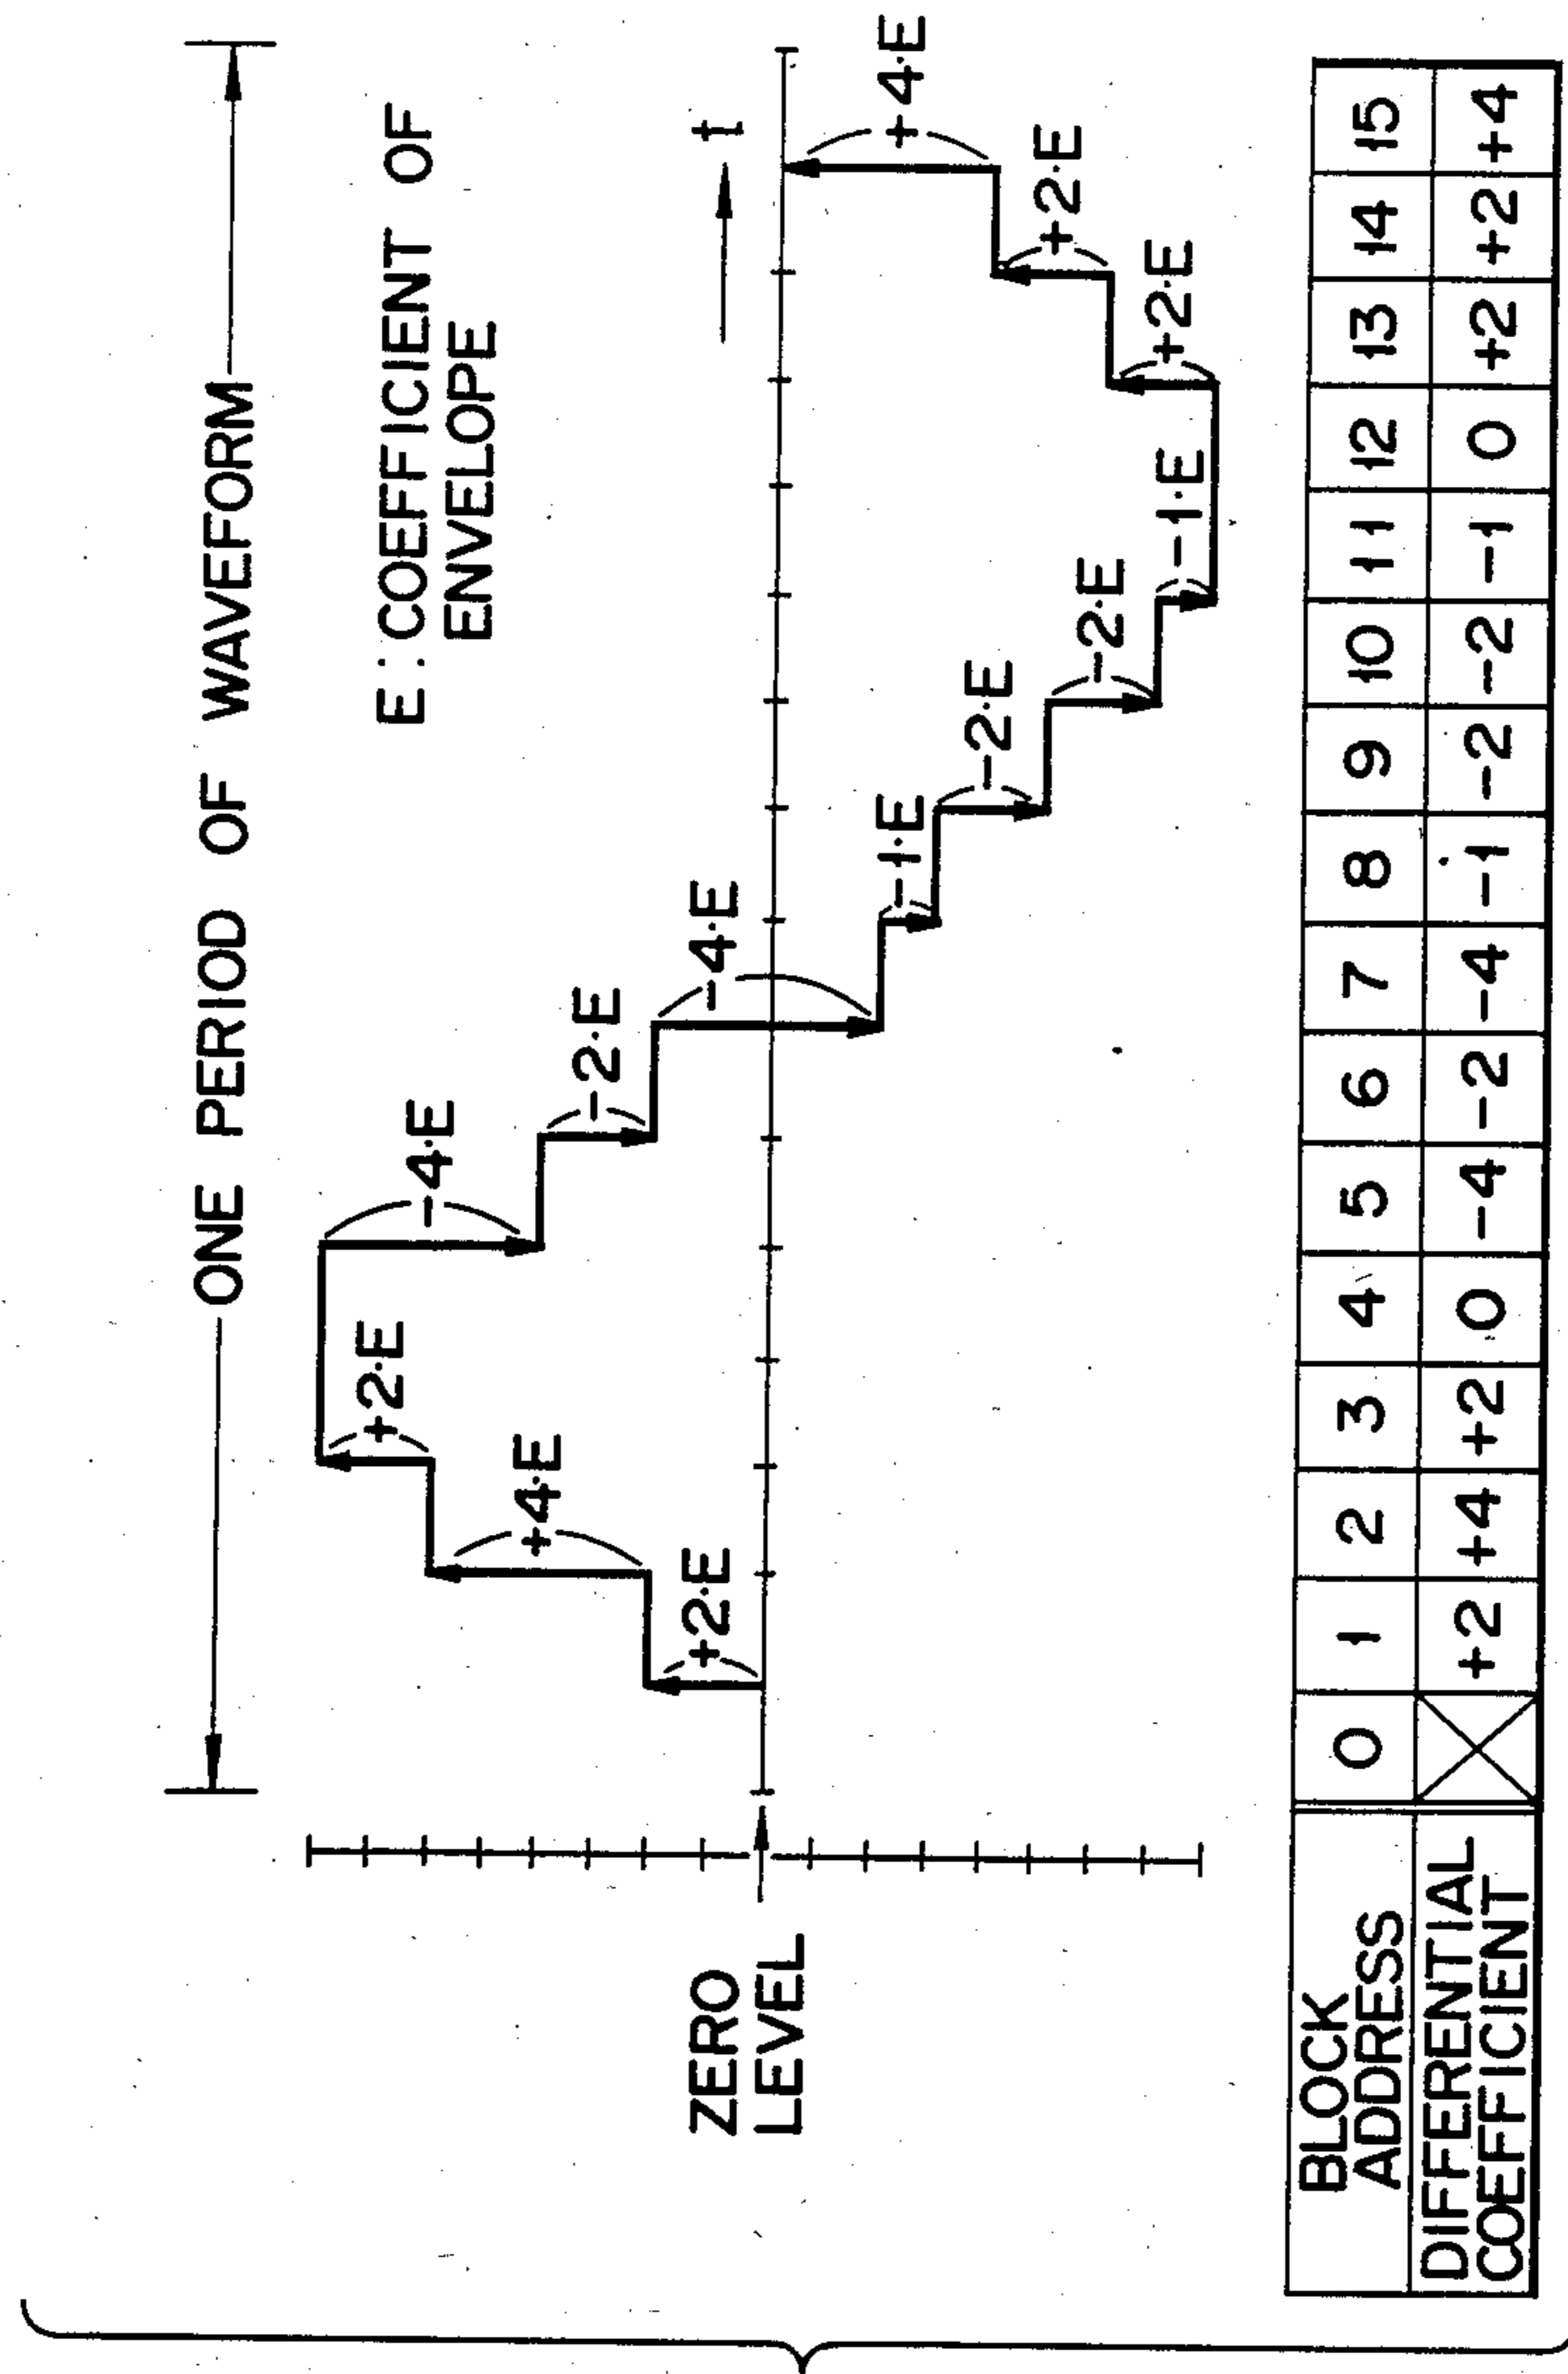 ONE PERIOD OF WAVEFORM
E : COEFFICIENT OF
ENVELOPE
t
ZERO
LEVEL
+2·E
+4·E
+2·E
-4·E
-2·E
-4·E
-1·E
-2·E
-2·E
-1·E
+2·E
+2·E
+4·E
BLOCK
ADDRESS
0 1 2 3 4 5 6 7 8 9 10 11 12 13 14 15
DIFFERENTIAL
COEFFICIENT
+2 +4 +2 0 -4 -2 -4 -1 -2 -2 -1 0 +2 +2 +4